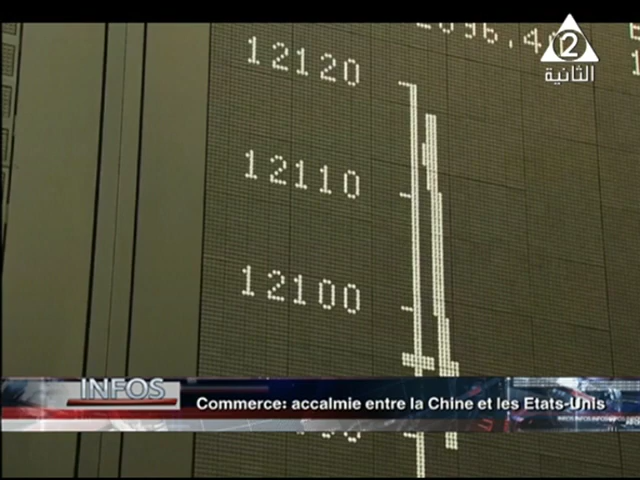 2
الثانية
12120
12110
12100
INFOS
Commerce: accalmie entre la Chine et les Etats-Unis